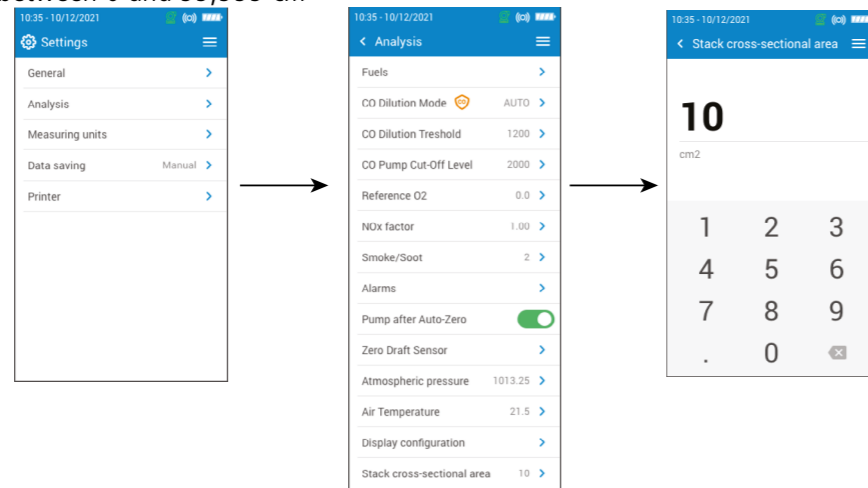 between 0 and
10:35 - 10/12/2021
Settings
General
Analysis
Measuring units
Data saving Manual
Printer
10:35 - 10/12/2021
Analysis
Fuels
CO Dilution Mode CO AUTO
CO Dilution Treshold 1200
CO Pump Cut-Off Level 2000
Reference O2 0.0
NOx factor 1.00
Smoke/Soot 2
Alarms
Pump after Auto-Zero
Zero Draft Sensor
Atmospheric pressure 1013.25
Air Temperature 21.5
Display configuration
Stack cross-sectional area 10
10:35 - 10/12/2021
Stack cross-sectional area
10
cm2
1 2 3
4 5 6
7 8 9
. 0